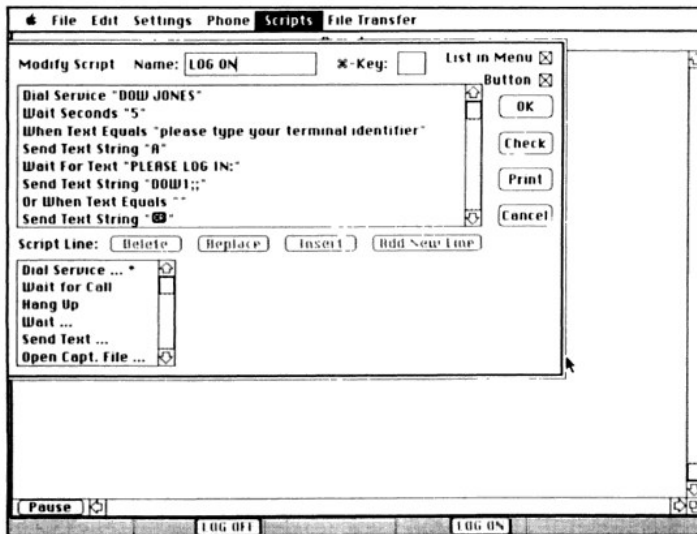 File Edit Settings Phone Scripts File Transfer
Modify Script Name: LOG ON ⌘-Key: List in Menu
Button
Dial Service "DOW JONES"
Wait Seconds "5"
When Text Equals "please type your terminal identifier"
Send Text String "A"
Wait For Text "PLEASE LOG IN:"
Send Text String "DOW1;;"
Or When Text Equals ""
Send Text String "CR"
OK
Check
Print
Cancel
Script Line: Delete Replace Insert Add New Line
Dial Service ... *
Wait for Call
Hang Up
Wait ...
Send Text ...
Open Capt. File ...
Pause
LOG OFF LOG ON